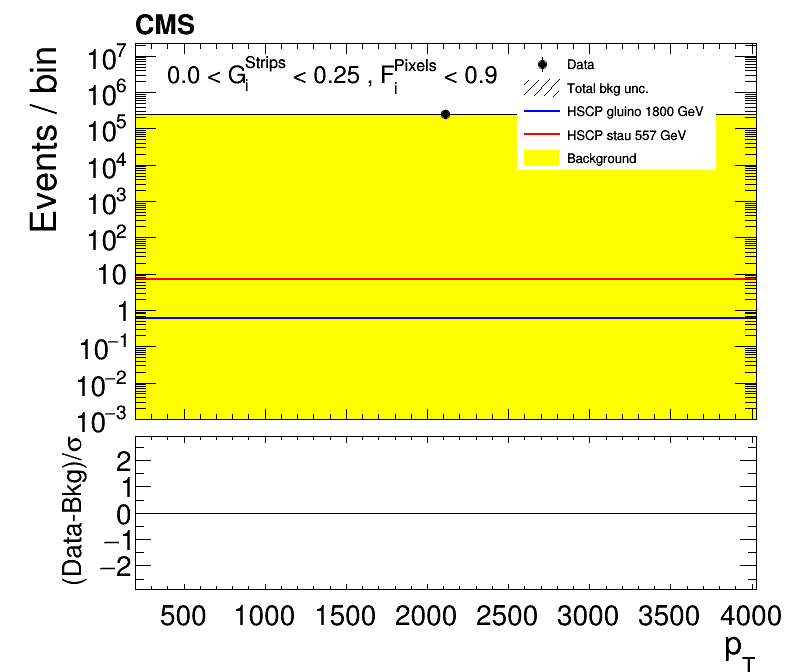 CMS
Events / bin
10^7
10^6
10^5
10^4
10^3
10^2
10
1
10^−1
10^−2
10^−3
0.0 < G_i^Strips < 0.25 , F_i^Pixels < 0.9
Data
Total bkg unc.
HSCP gluino 1800 GeV
HSCP stau 557 GeV
Background
(Data-Bkg)/σ
2
1
0
−1
−2
500 1000 1500 2000 2500 3000 3500 4000
p_T